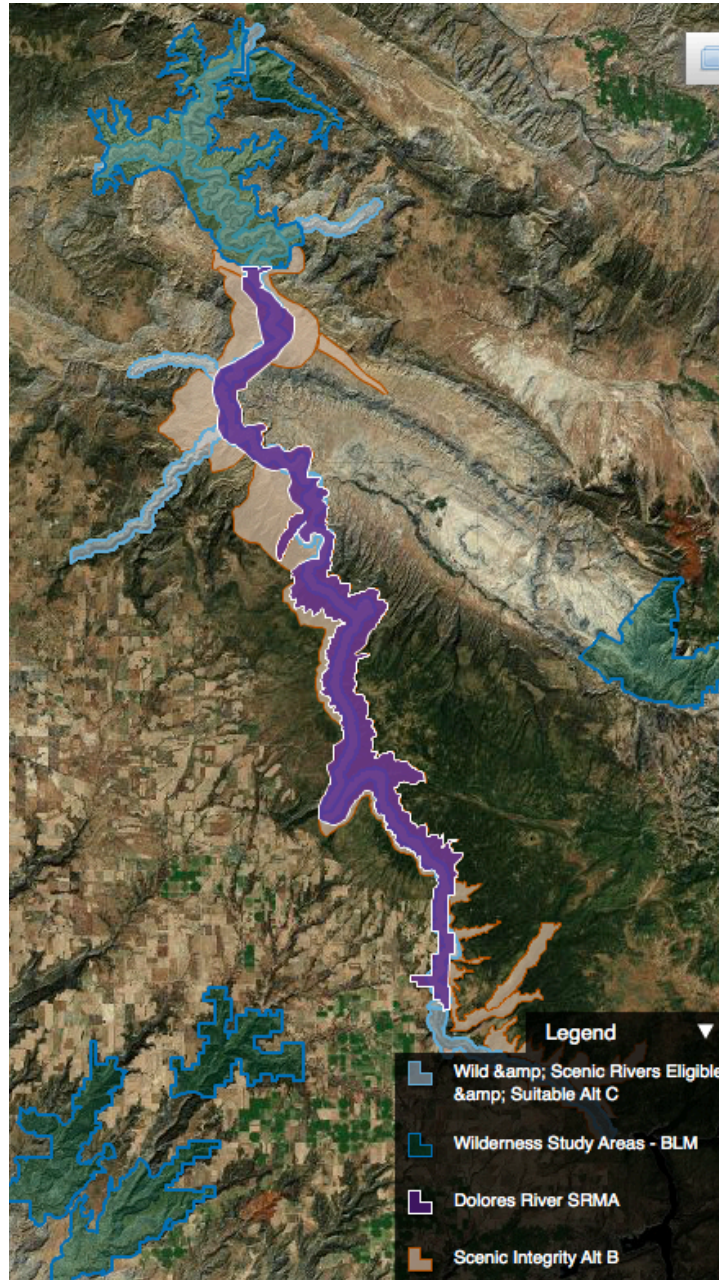 Legend ▼
Wild &amp; Scenic Rivers Eligible
&amp; Suitable Alt C
Wilderness Study Areas - BLM
Dolores River SRMA
Scenic Integrity Alt B